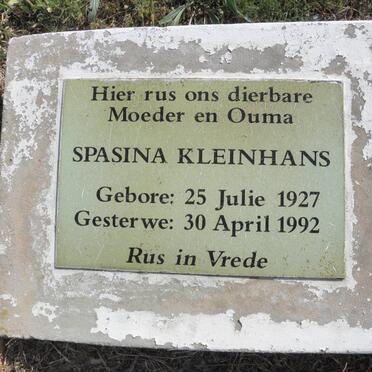 Hier rus ons dierbare
Moeder en Ouma
SPASINA KLEINHANS
Gebore: 25 Julie 1927
Gesterwe: 30 April 1992
Rus in Vrede